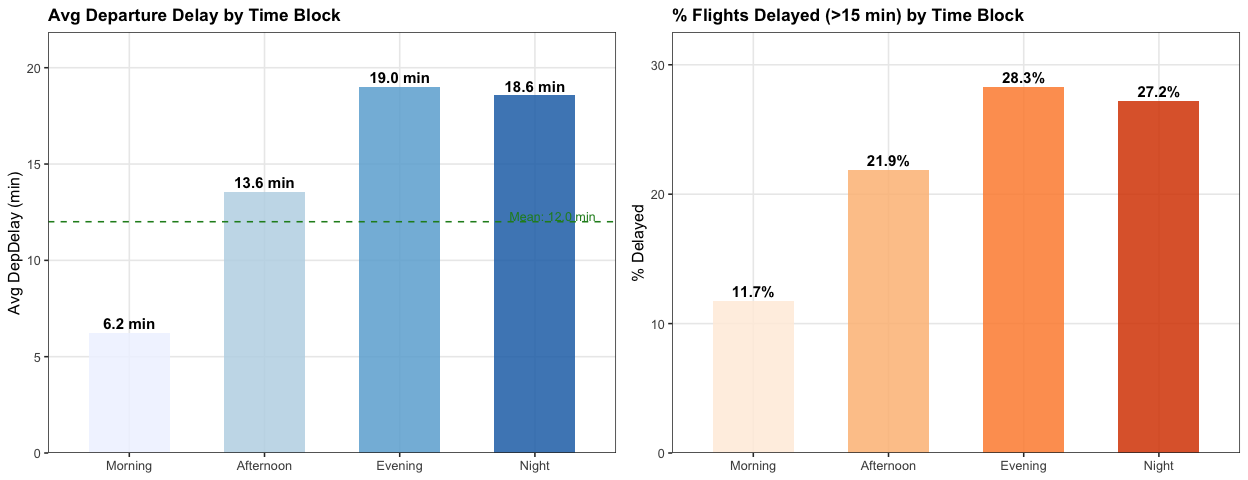 Avg Departure Delay by Time Block
Avg DepDelay (min)
20
15
10
5
0
6.2 min
13.6 min
19.0 min
18.6 min
Mean: 12.0 min
Morning
Afternoon
Evening
Night
% Flights Delayed (>15 min) by Time Block
% Delayed
30
20
10
0
11.7%
21.9%
28.3%
27.2%
Morning
Afternoon
Evening
Night